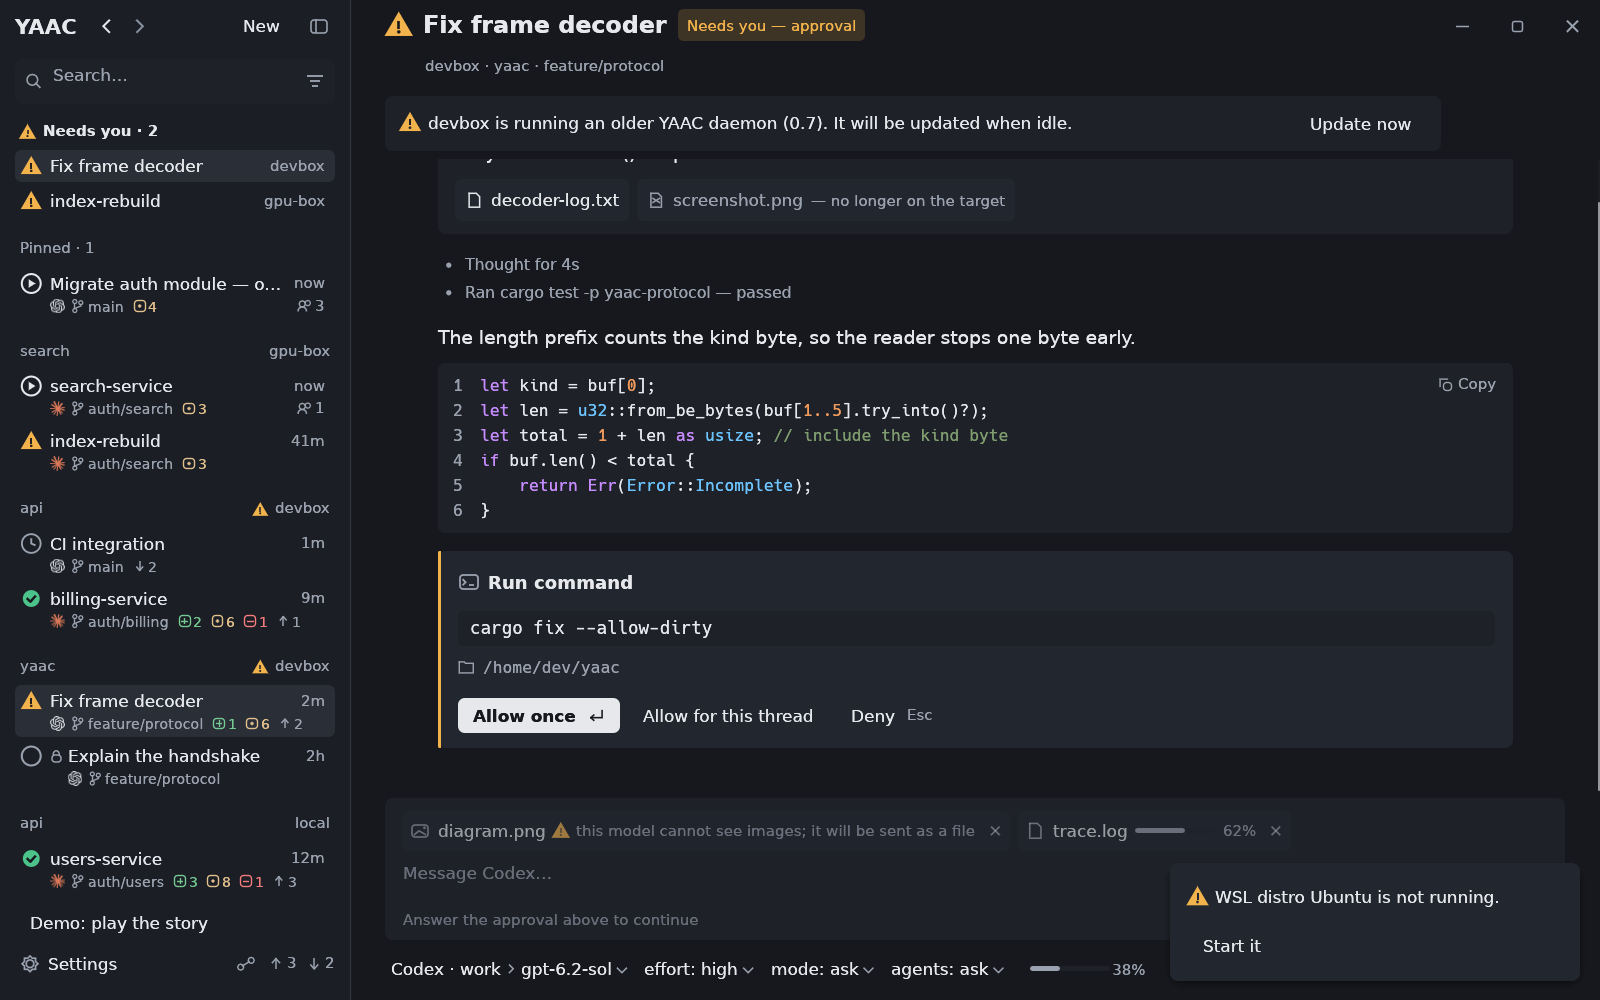 YAAC
New
Search...
Needs you · 2
Fix frame decoder devbox
index-rebuild gpu-box
Pinned · 1
Migrate auth module — o... now
main 4 3
search gpu-box
search-service now
auth/search 3 1
index-rebuild 41m
auth/search 3
api devbox
CI integration 1m
main 2
billing-service 9m
auth/billing 2 6 1 1
yaac devbox
Fix frame decoder 2m
feature/protocol 1 6 2
Explain the handshake 2h
feature/protocol
api local
users-service 12m
auth/users 3 8 1 3
Demo: play the story
Settings 3 2
Fix frame decoder Needs you — approval
devbox · yaac · feature/protocol
devbox is running an older YAAC daemon (0.7). It will be updated when idle. Update now
decoder-log.txt screenshot.png — no longer on the target
• Thought for 4s
• Ran cargo test -p yaac-protocol — passed
The length prefix counts the kind byte, so the reader stops one byte early.
Copy
1 let kind = buf[0];
2 let len = u32::from_be_bytes(buf[1..5].try_into()?);
3 let total = 1 + len as usize; // include the kind byte
4 if buf.len() < total {
5 return Err(Error::Incomplete);
6 }
Run command
cargo fix --allow-dirty
/home/dev/yaac
Allow once Allow for this thread Deny Esc
diagram.png this model cannot see images; it will be sent as a file trace.log 62%
Message Codex...
Answer the approval above to continue
Codex · work gpt-6.2-sol effort: high mode: ask agents: ask 38%
WSL distro Ubuntu is not running.
Start it